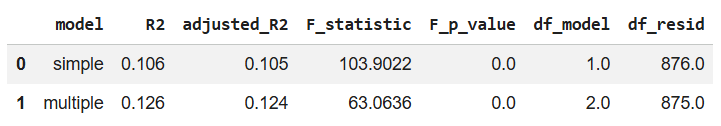 model R2 adjusted_R2 F_statistic F_p_value df_model df_resid
0 simple 0.106 0.105 103.9022 0.0 1.0 876.0
1 multiple 0.126 0.124 63.0636 0.0 2.0 875.0